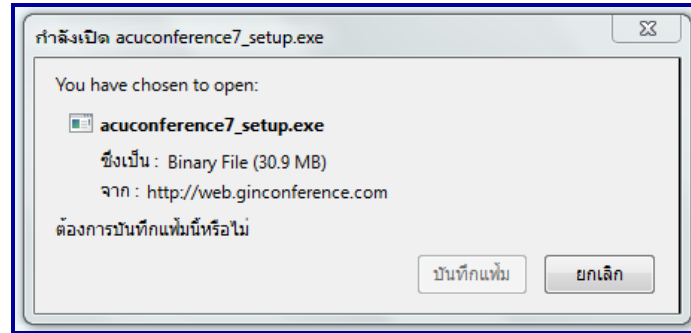 กำลังเปิด acuconference7_setup.exe
You have chosen to open:
acuconference7_setup.exe
ซึ่งเป็น : Binary File (30.9 MB)
จาก : http://web.ginconference.com
ต้องการบันทึกแฟ้มนี้หรือไม่
บันทึกแฟ้ม ยกเลิก